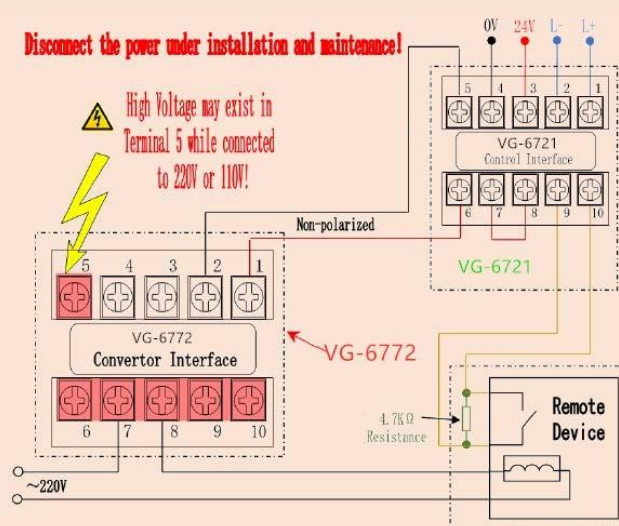 Disconnect the power under installation and maintenance!
High Voltage may exist in
Terminal 5 while connected
to 220V or 110V!
0V 24V L- L+
5 4 3 2 1
VG-6721
Control Interface
6 7 8 9 10
VG-6721
Non-polarized
5 4 3 2 1
VG-6772
Convertor Interface
6 7 8 9 10
VG-6772
4.7KΩ
Resistance
Remote
Device
~220V